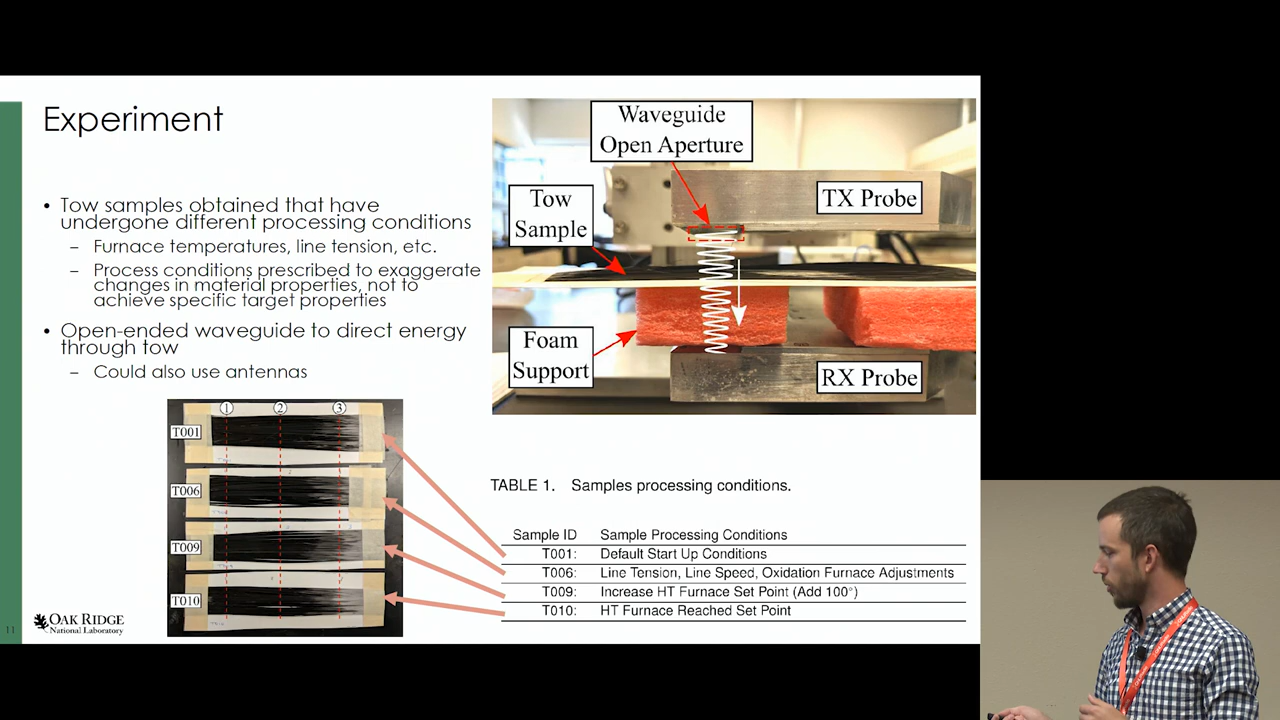 Experiment
• Tow samples obtained that have
undergone different processing conditions
– Furnace temperatures, line tension, etc.
– Process conditions prescribed to exaggerate
changes in material properties, not to
achieve specific target properties
• Open-ended waveguide to direct energy
through tow
– Could also use antennas
Waveguide
Open Aperture
TX Probe
Tow
Sample
Foam
Support
RX Probe
1 2 3
T001
T006
T009
T010
TABLE 1. Samples processing conditions.
Sample ID Sample Processing Conditions
T001: Default Start Up Conditions
T006: Line Tension, Line Speed, Oxidation Furnace Adjustments
T009: Increase HT Furnace Set Point (Add 100°)
T010: HT Furnace Reached Set Point
11
OAK RIDGE
National Laboratory